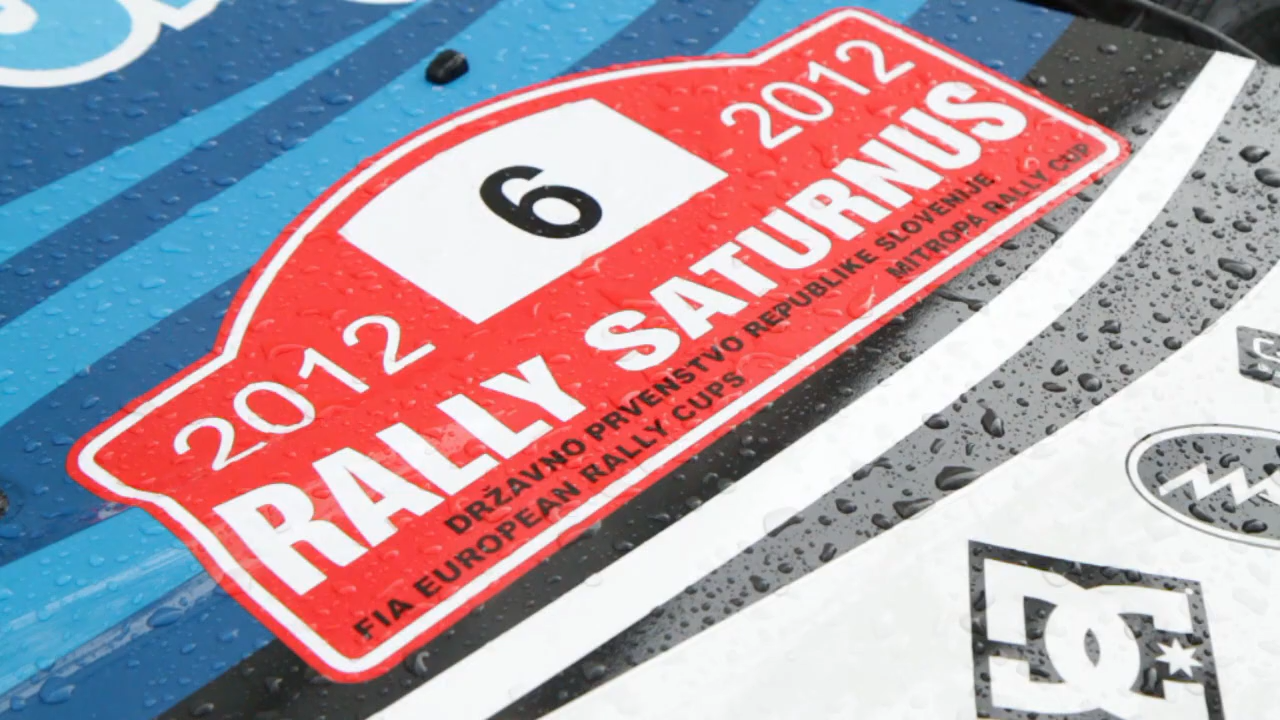 2012
6
2012
RALLY SATURNUS
DRŽAVNO PRVENSTVO REPUBLIKE SLOVENIJE
FIA EUROPEAN RALLY CUPS
MITROPA RALLY CUP
DC